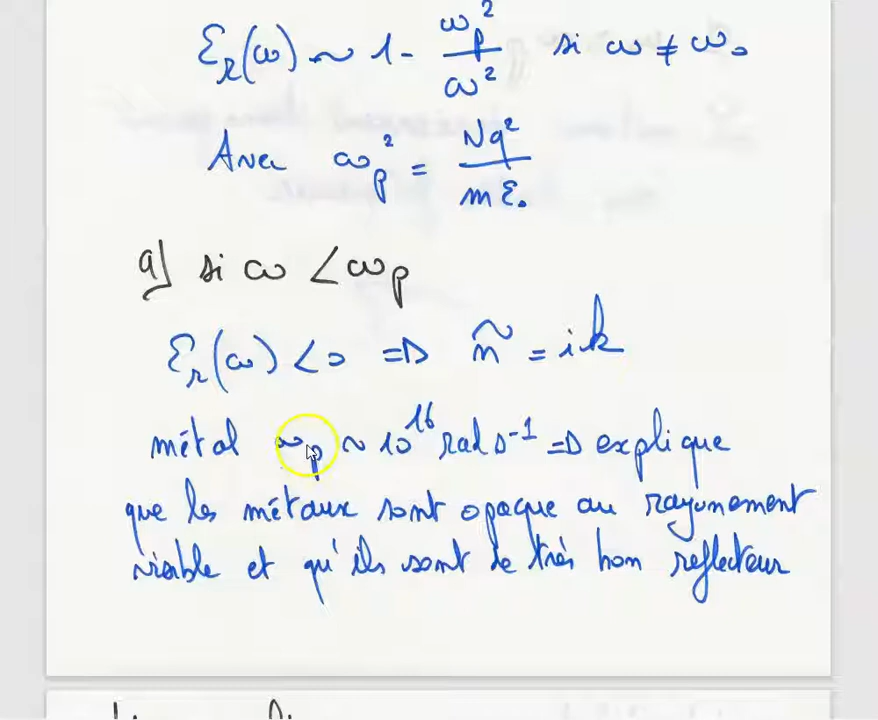 εr(ω) ~ 1 - ωp²/ω² si ω ≠ ω₀
Avec ωp² = Nq²/mε₀
a) si ω < ωp
εr(ω) < 0 => ñ = ik
métal ωp ~ 10^16 rad s^-1 => explique
que les métaux sont opaque au rayonnement
visible et qu'ils sont de très bon reflecteur